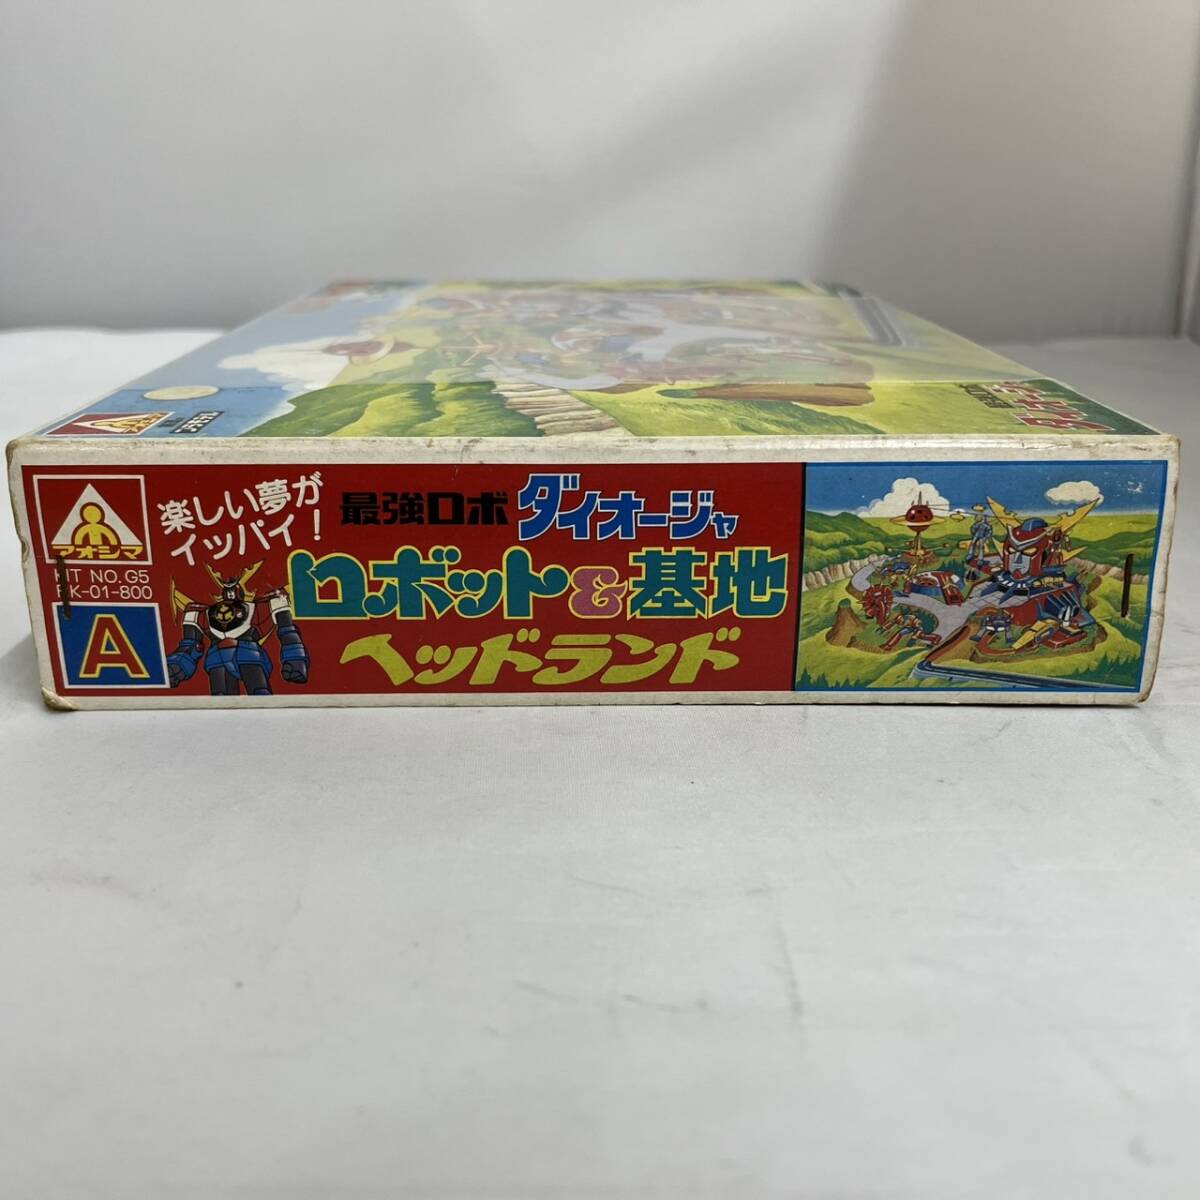 アオシマ
KIT NO.G5
PK-01-800
A
楽しい夢が
イッパイ!
最強ロボ ダイオージャ
ロボット&基地
ヘッドランド